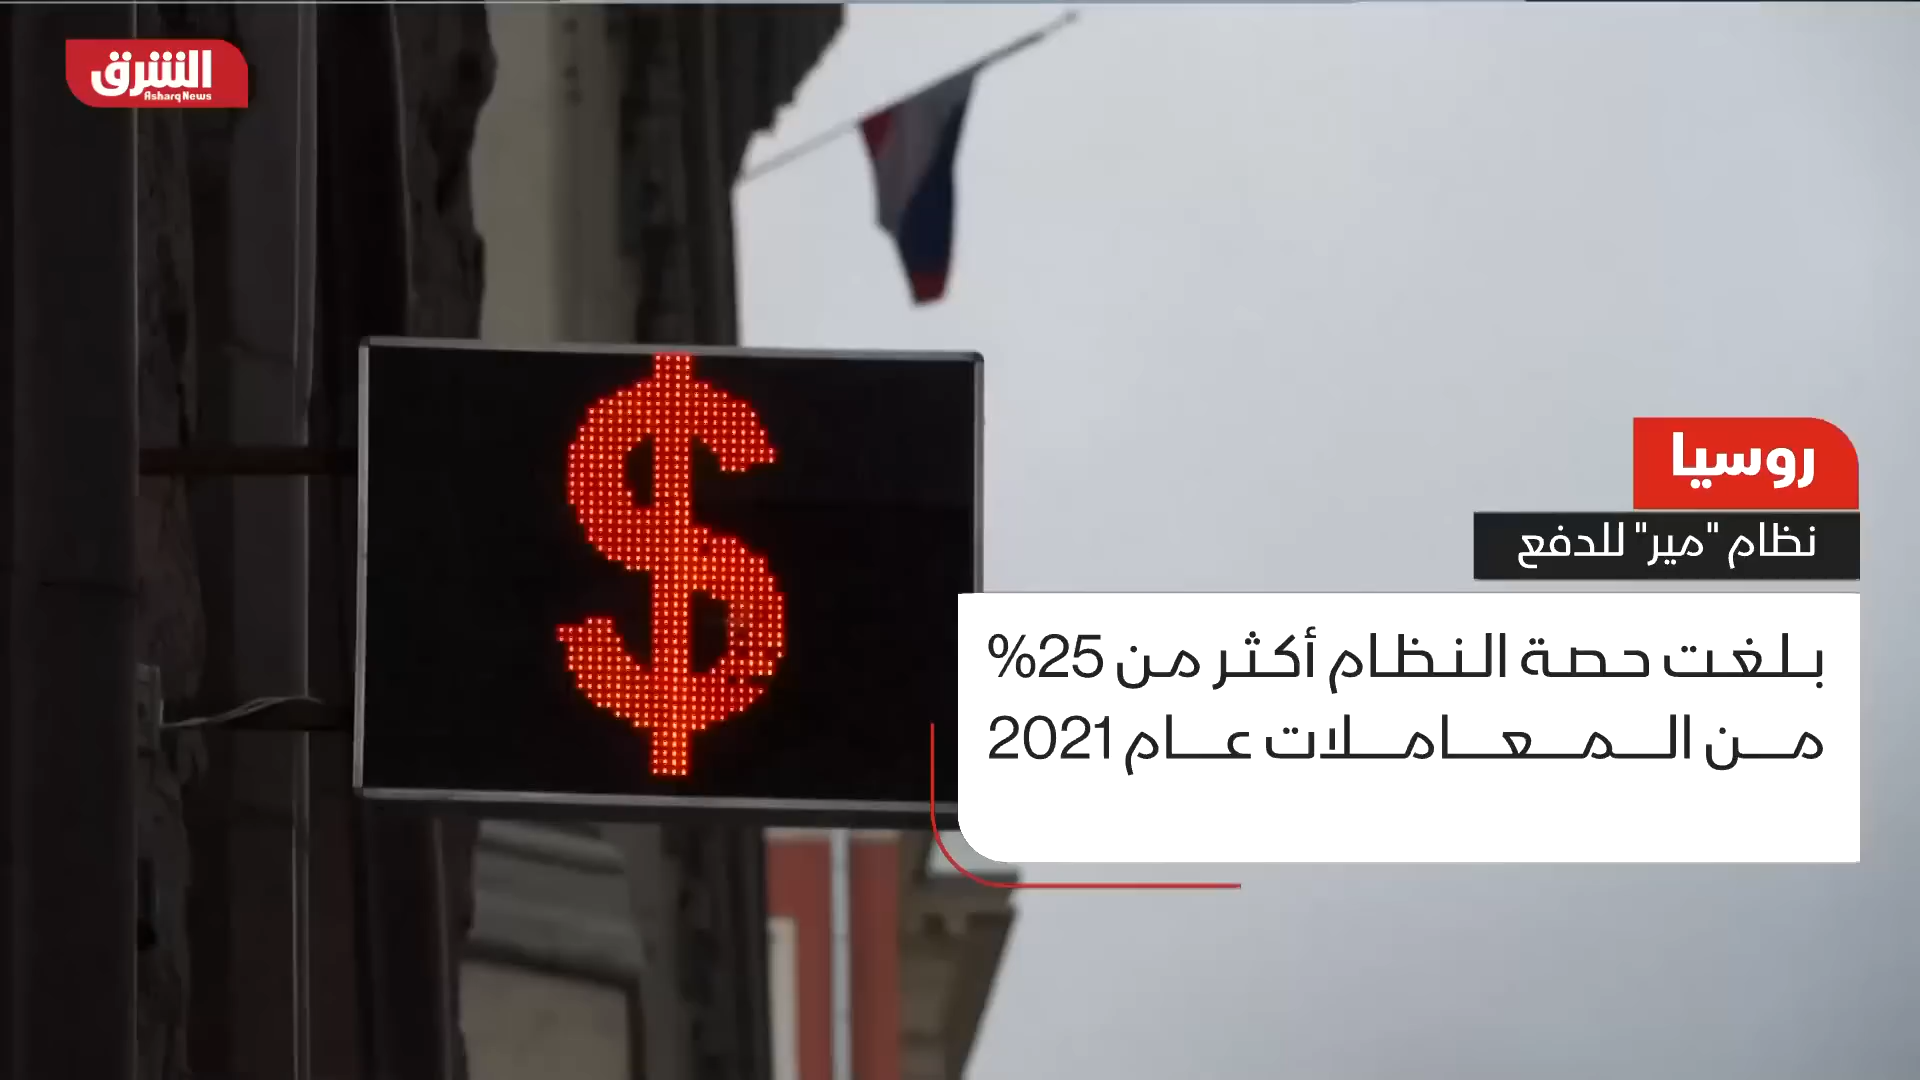 الشرق
Asharq News
$
روسيا
نظام "مير" للدفع
بلغت حصة النظام أكثر من 25%
من المعاملات عام 2021